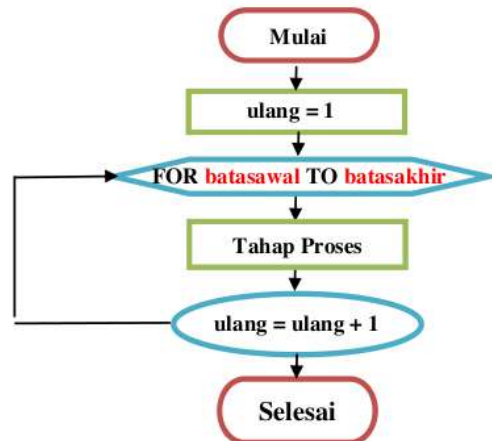 Mulai
ulang = 1
FOR batasawal TO batasakhir
Tahap Proses
ulang = ulang + 1
Selesai